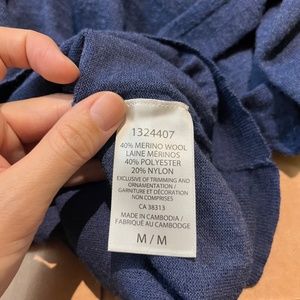 1324407
40% MERINO WOOL
LAINE MERINOS
40% POLYESTER
20% NYLON
EXCLUSIVE OF TRIMMING AND
ORNAMENTATION /
GARNITURE ET DÉCORATION
NON COMPRISES
CA 38313
MADE IN CAMBODIA /
FABRIQUÉ AU CAMBODGE
M / M